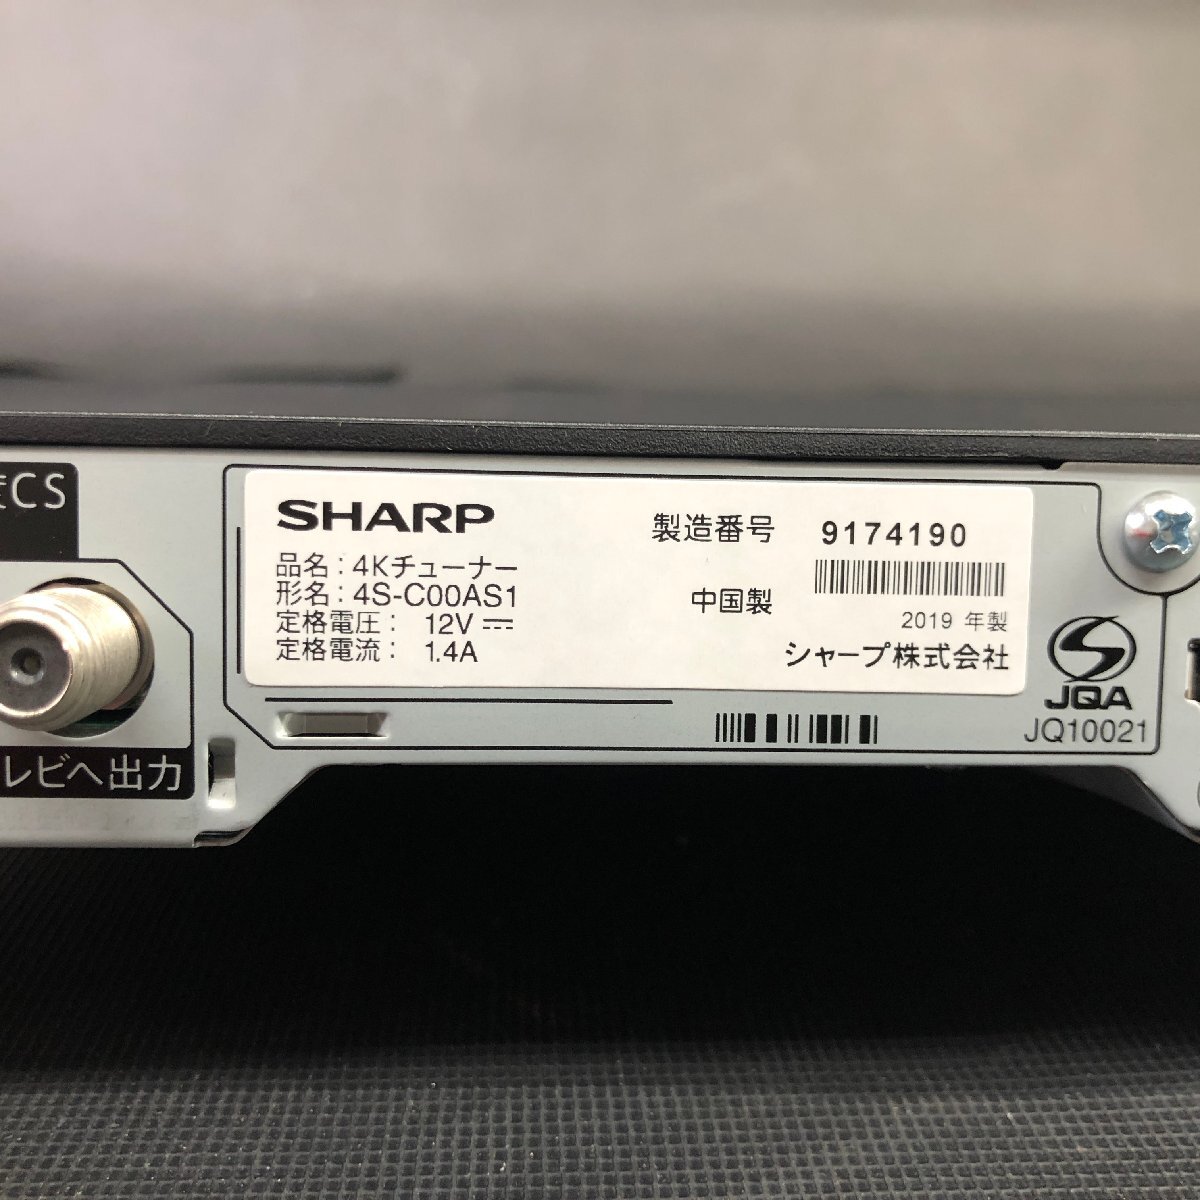 CS
レビへ出力
SHARP
品名：4Kチューナー
形名：4S-C00AS1
定格電圧： 12V
定格電流： 1.4A
製造番号 9174190
中国製
2019 年製
シャープ株式会社
JQA
JQ10021